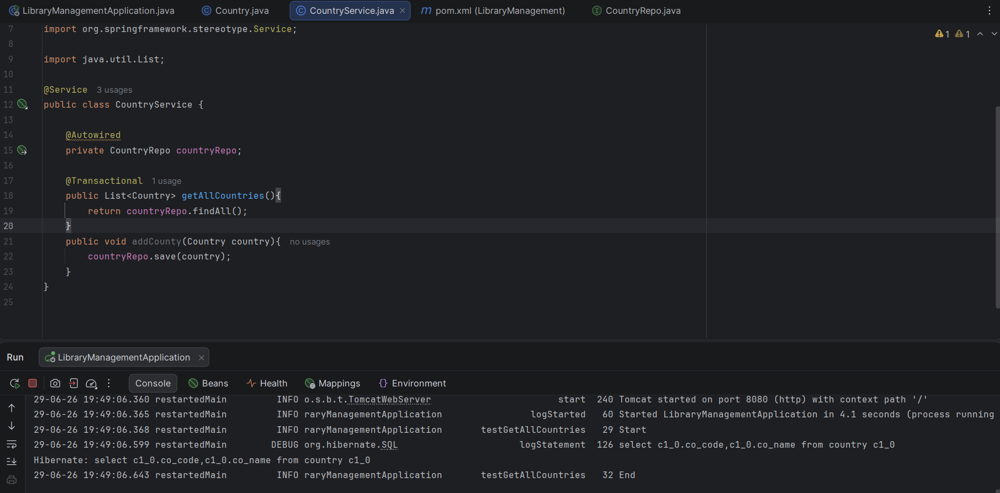 LibraryManagementApplication.java Country.java CountryService.java pom.xml (LibraryManagement) CountryRepo.java
7 import org.springframework.stereotype.Service;
1 1
8
9 import java.util.List;
10
11 @Service 3 usages
12 public class CountryService {
13
14 @Autowired
15 private CountryRepo countryRepo;
16
17 @Transactional 1 usage
18 public List<Country> getAllCountries(){
19 return countryRepo.findAll();
20 }
21 public void addCounty(Country country){ no usages
22 countryRepo.save(country);
23 }
24 }
25
Run LibraryManagementApplication
Console Beans Health Mappings Environment
29-06-26 19:49:06.360 restartedMain INFO o.s.b.t.TomcatWebServer start 240 Tomcat started on port 8080 (http) with context path '/'
29-06-26 19:49:06.365 restartedMain INFO raryManagementApplication logStarted 60 Started LibraryManagementApplication in 4.1 seconds (process running
29-06-26 19:49:06.368 restartedMain INFO raryManagementApplication testGetAllCountries 29 Start
29-06-26 19:49:06.599 restartedMain DEBUG org.hibernate.SQL logStatement 126 select c1_0.co_code,c1_0.co_name from country c1_0
Hibernate: select c1_0.co_code,c1_0.co_name from country c1_0
29-06-26 19:49:06.643 restartedMain INFO raryManagementApplication testGetAllCountries 32 End